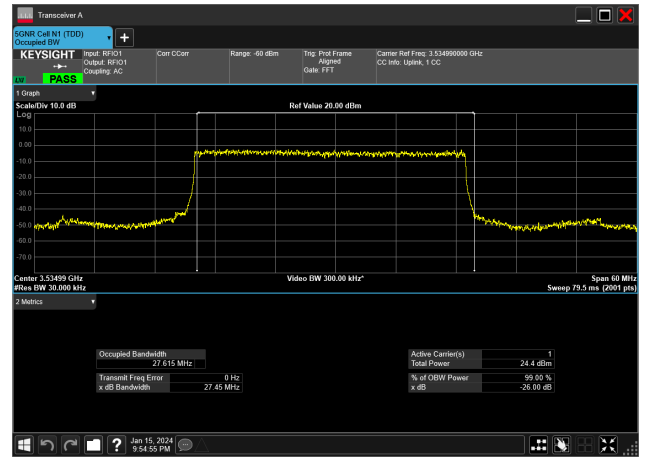 Transceiver A
5GNR Cell N1 (TDD)
Occupied BW
KEYSIGHT
LXI
PASS
Input: RFIO1
Output: RFIO1
Coupling: AC
Corr CCorr
Range: -60 dBm
Trig: Prot Frame
Aligned
Gate: FFT
Carrier Ref Freq: 3.534990000 GHz
CC Info: Uplink, 1 CC
1 Graph
Scale/Div 10.0 dB
Ref Value 20.00 dBm
Log
10.0
0.00
-10.0
-20.0
-30.0
-40.0
-50.0
-60.0
-70.0
Center 3.53499 GHz
Video BW 300.00 kHz*
Span 60 MHz
#Res BW 30.000 kHz
Sweep 79.5 ms (2001 pts)
2 Metrics
Occupied Bandwidth
27.615 MHz
Transmit Freq Error 0 Hz
x dB Bandwidth 27.45 MHz
Active Carrier(s) 1
Total Power 24.4 dBm
% of OBW Power 99.00 %
x dB -26.00 dB
Jan 15, 2024
9:54:55 PM